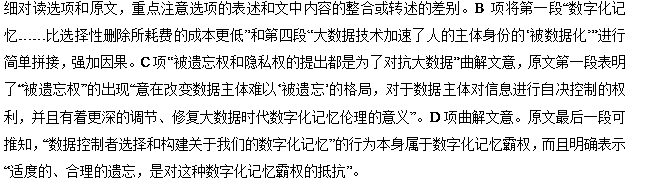 细对读选项和原文，重点注意选项的表述和文中内容的整合或转述的差别。B 项将第一段“数字化记
忆……比选择性删除所耗费的成本更低”和第四段“大数据技术加速了人的主体身份的‘被数据化’”进行
简单拼接，强加因果。C 项“被遗忘权和隐私权的提出都是为了对抗大数据”曲解文意，原文第一段表明
了“被遗忘权”的出现“意在改变数据主体难以‘被遗忘’的格局，对于数据主体对信息进行自决控制的权
利，并且有着更深的调节、修复大数据时代数字化记忆伦理的意义”。D 项曲解文意。原文最后一段可
推知，“数据控制者选择和构建关于我们的数字化记忆”的行为本身属于数字化记忆霸权，而且明确表示
“适度的、合理的遗忘，是对这种数字化记忆霸权的抵抗”。